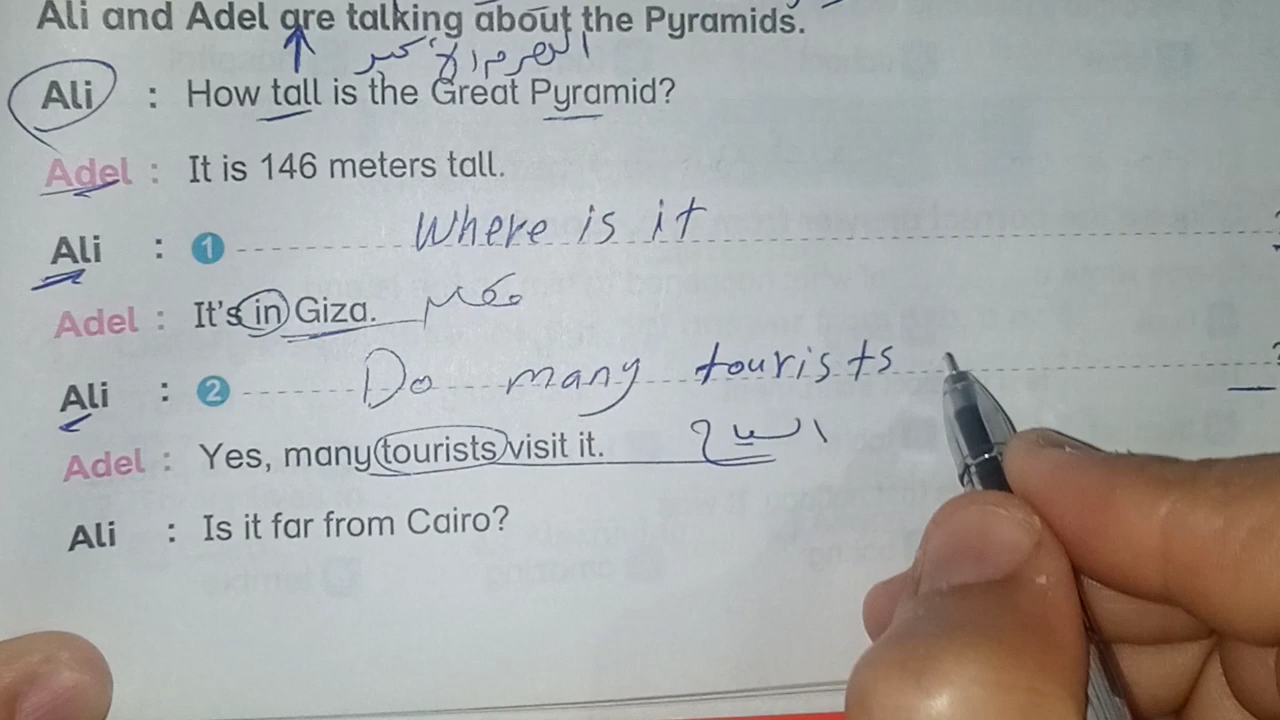 Ali and Adel are talking about the Pyramids.
الهرم الأكبر
Ali : How tall is the Great Pyramid?
Adel : It is 146 meters tall.
Ali : 1 Where is it ?
Adel : It's in Giza.
Ali : 2 Do many tourists ?
Adel : Yes, many tourists visit it. السياح
Ali : Is it far from Cairo?